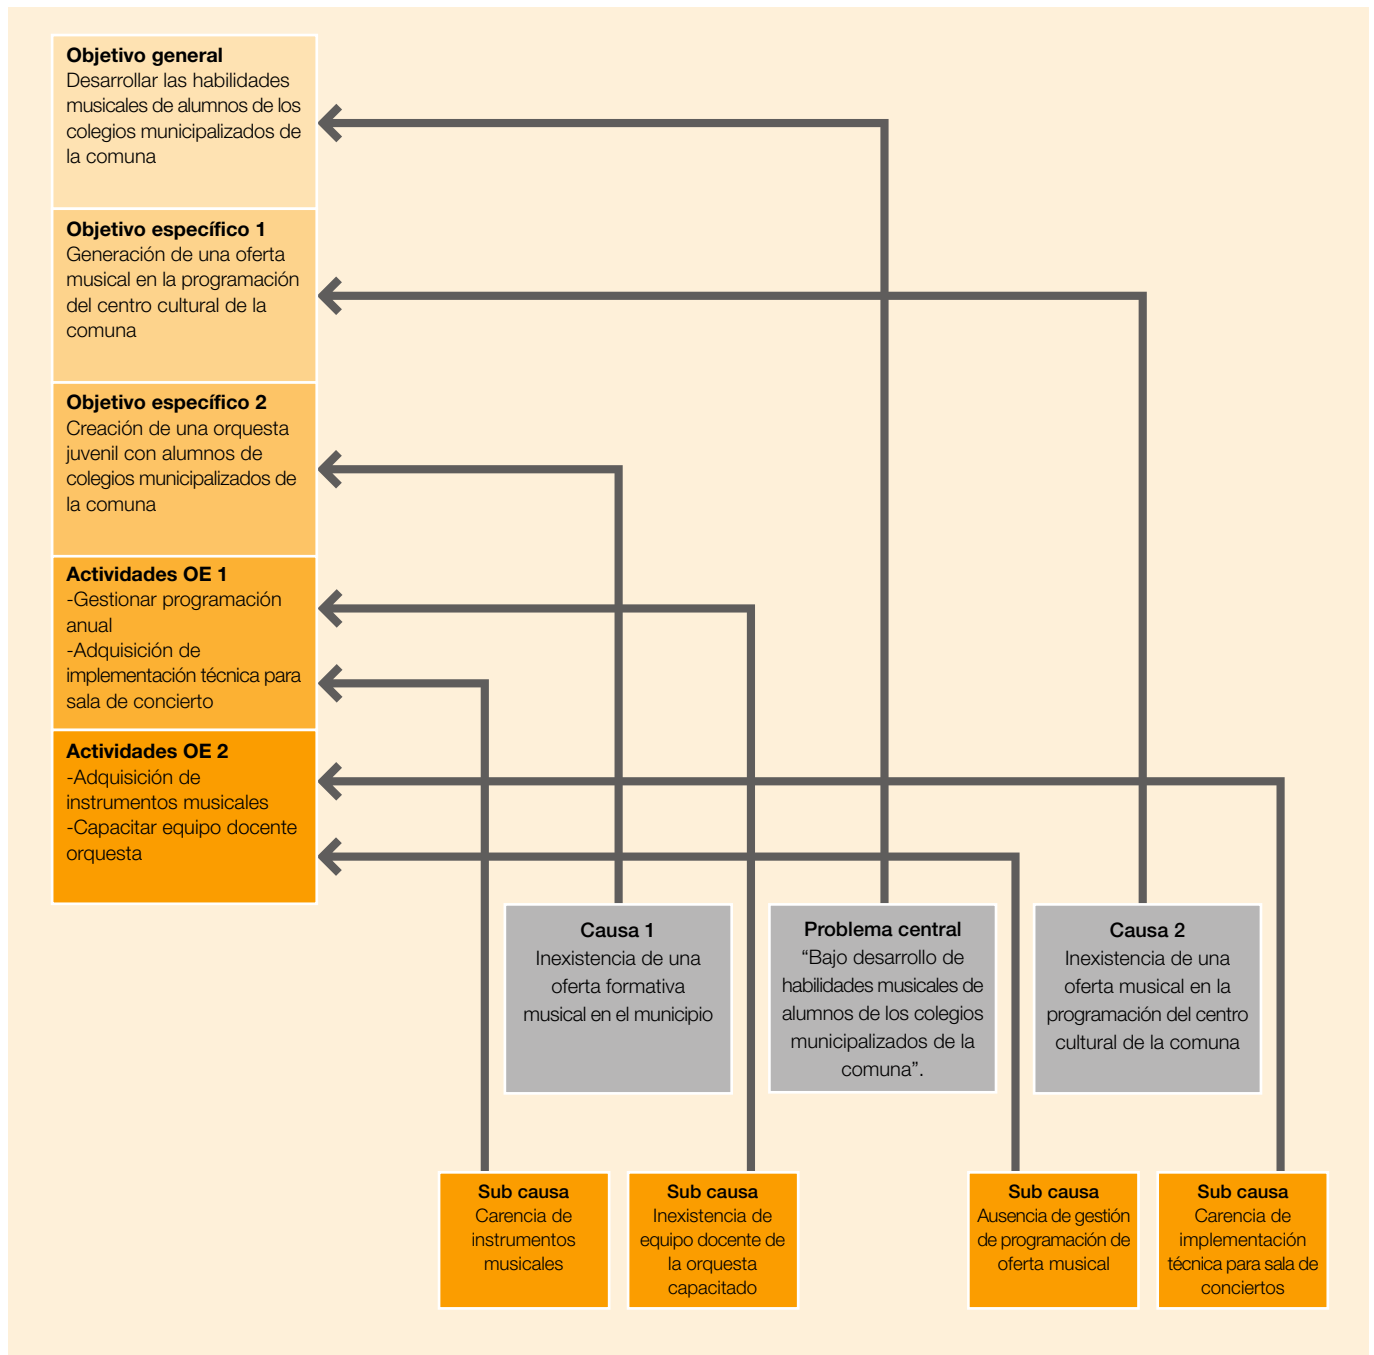 Objetivo general
Desarrollar las habilidades
musicales de alumnos de los
colegios municipalizados de
la comuna
Objetivo específico 1
Generación de una oferta
musical en la programación
del centro cultural de la
comuna
Objetivo específico 2
Creación de una orquesta
juvenil con alumnos de
colegios municipalizados de
la comuna
Actividades OE 1
-Gestionar programación
anual
-Adquisición de
implementación técnica para
sala de concierto
Actividades OE 2
-Adquisición de
instrumentos musicales
-Capacitar equipo docente
orquesta
Causa 1
Inexistencia de una
oferta formativa
musical en el municipio
Problema central
“Bajo desarrollo de
habilidades musicales de
alumnos de los colegios
municipalizados de la
comuna”.
Causa 2
Inexistencia de una
oferta musical en la
programación del centro
cultural de la comuna
Sub causa
Carencia de
instrumentos
musicales
Sub causa
Inexistencia de
equipo docente de
la orquesta
capacitado
Sub causa
Ausencia de gestión
de programación de
oferta musical
Sub causa
Carencia de
implementación
técnica para sala de
conciertos